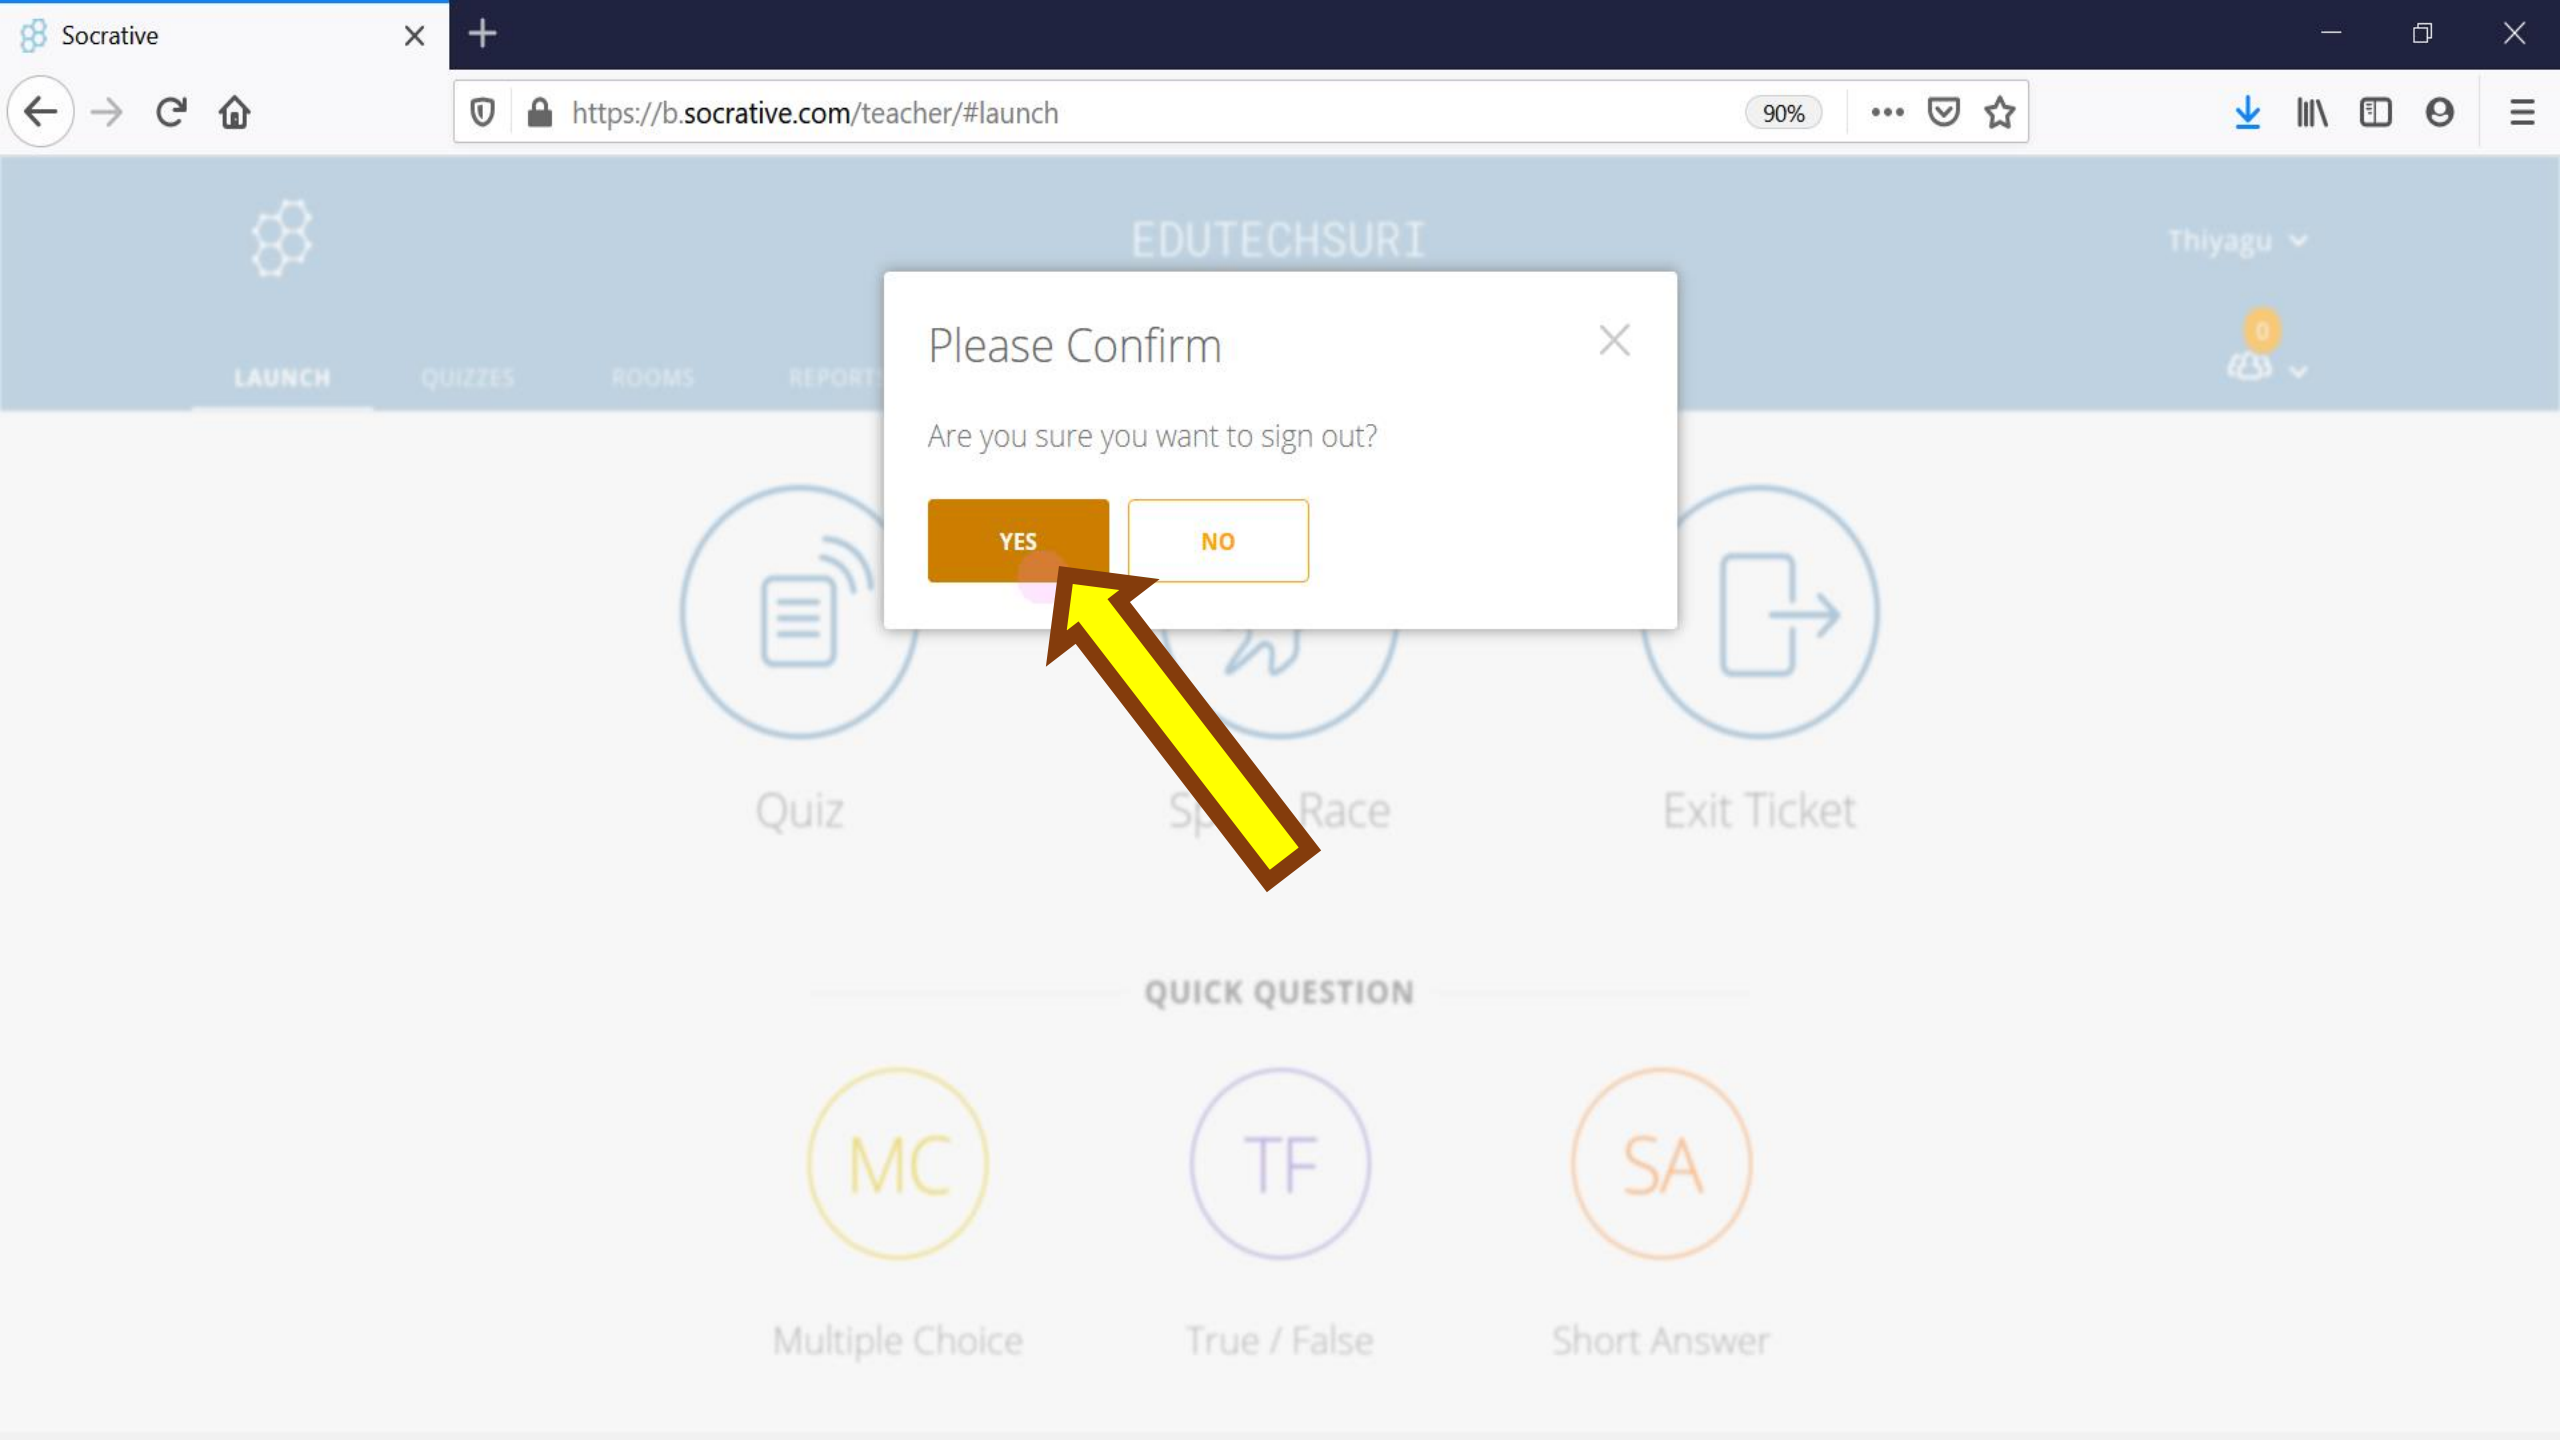 Socrative
https://b.socrative.com/teacher/#launch
90%
EDUTECHSURI
Thiyagu
0
LAUNCH QUIZZES ROOMS REPORTS
Please Confirm
Are you sure you want to sign out?
YES NO
Quiz Race Exit Ticket
QUICK QUESTION
MC TF SA
Multiple Choice True / False Short Answer